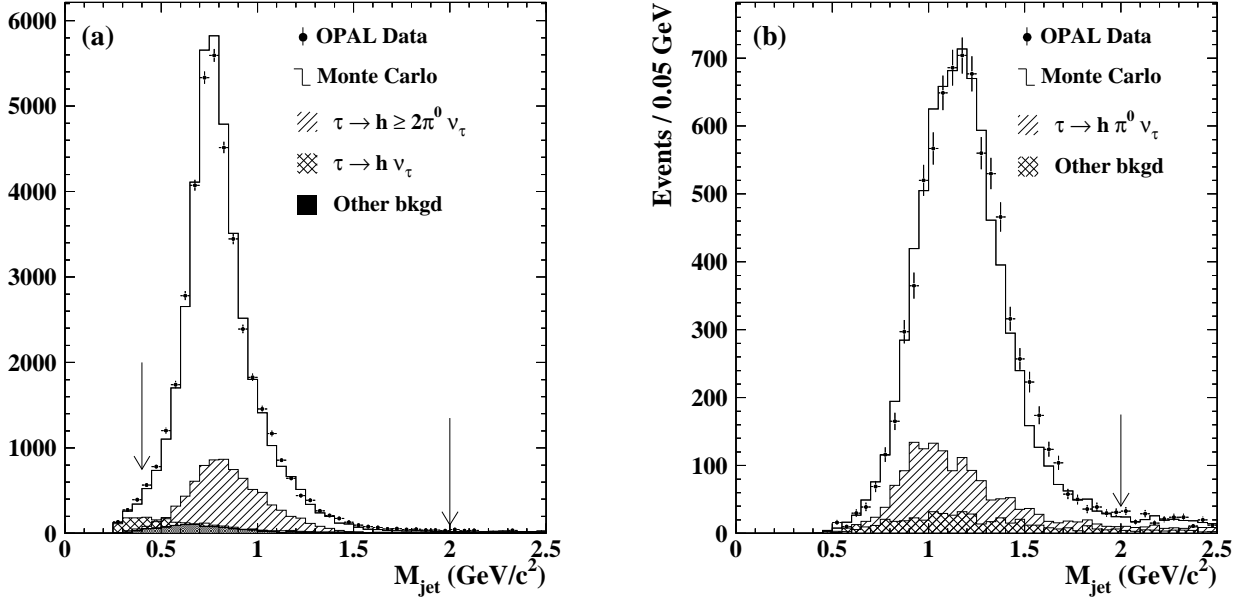 (a)
OPAL Data
Monte Carlo
τ → h ≥ 2π⁰ ν_τ
τ → h ν_τ
Other bkgd
6000
5000
4000
3000
2000
1000
0
0 0.5 1 1.5 2 2.5
M_jet (GeV/c²)
Events / 0.05 GeV
(b)
OPAL Data
Monte Carlo
τ → h π⁰ ν_τ
Other bkgd
700
600
500
400
300
200
100
0
0 0.5 1 1.5 2 2.5
M_jet (GeV/c²)